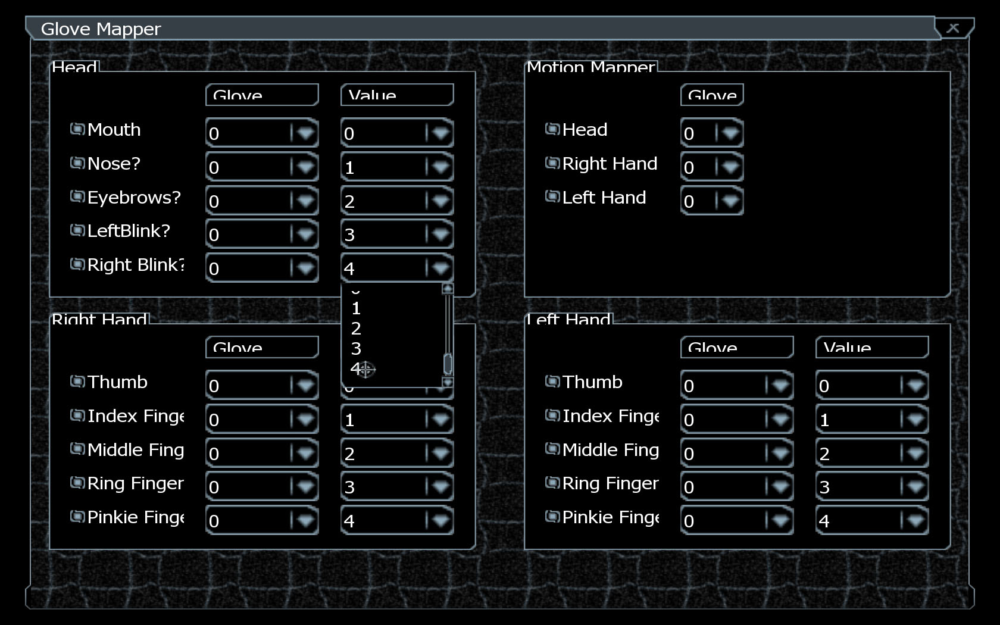 Glove Mapper
Head
Glove Value
Mouth 0 0
Nose? 0 1
Eyebrows? 0 2
LeftBlink? 0 3
Right Blink? 0 4
0
1
2
3
4
Motion Mapper
Glove
Head 0
Right Hand 0
Left Hand 0
Right Hand
Glove
Thumb 0 0
Index Finge 0 1
Middle Fing 0 2
Ring Finger 0 3
Pinkie Finge 0 4
Left Hand
Glove Value
Thumb 0 0
Index Finge 0 1
Middle Fing 0 2
Ring Finger 0 3
Pinkie Finge 0 4